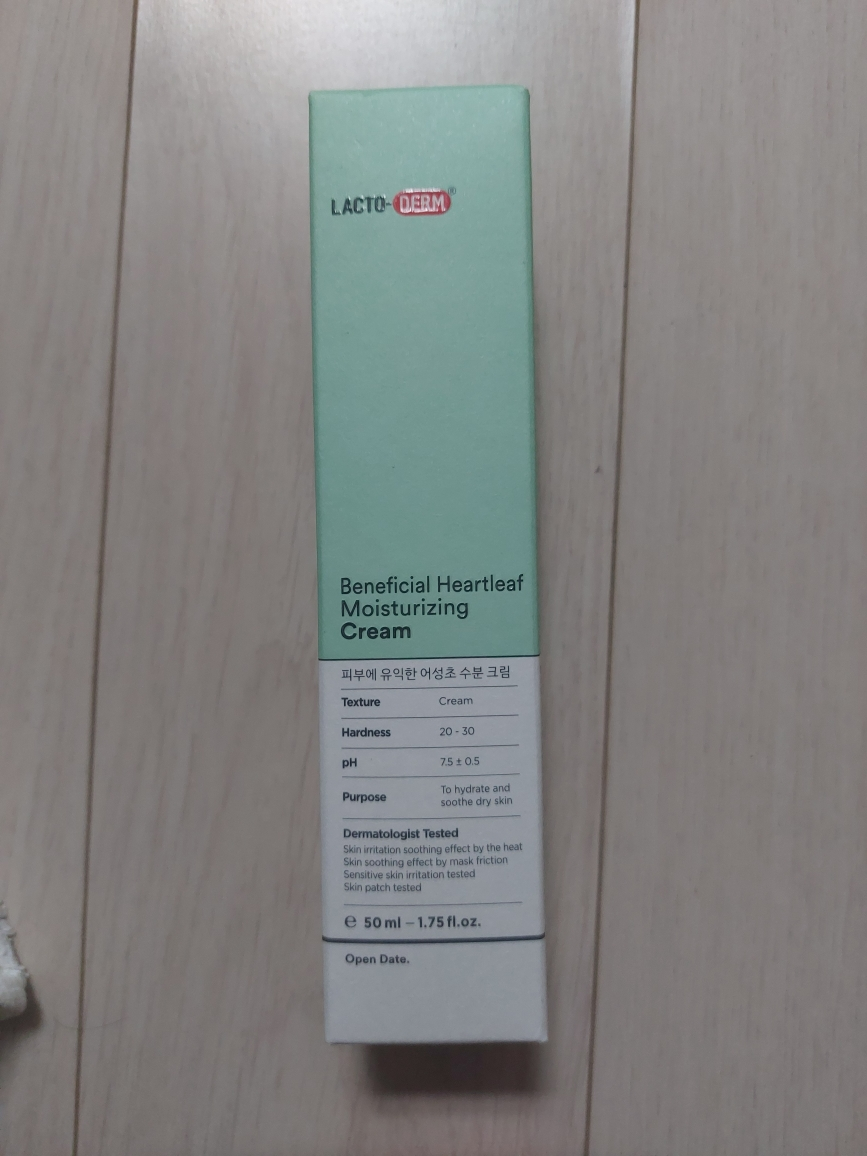 LACTO-DERM®
Beneficial Heartleaf
Moisturizing
Cream
피부에 유익한 어성초 수분 크림
Texture Cream
Hardness 20 - 30
pH 7.5 ± 0.5
Purpose To hydrate and
soothe dry skin
Dermatologist Tested
Skin irritation soothing effect by the heat
Skin soothing effect by mask friction
Sensitive skin irritation tested
Skin patch tested
℮ 50 ml – 1.75 fl.oz.
Open Date.